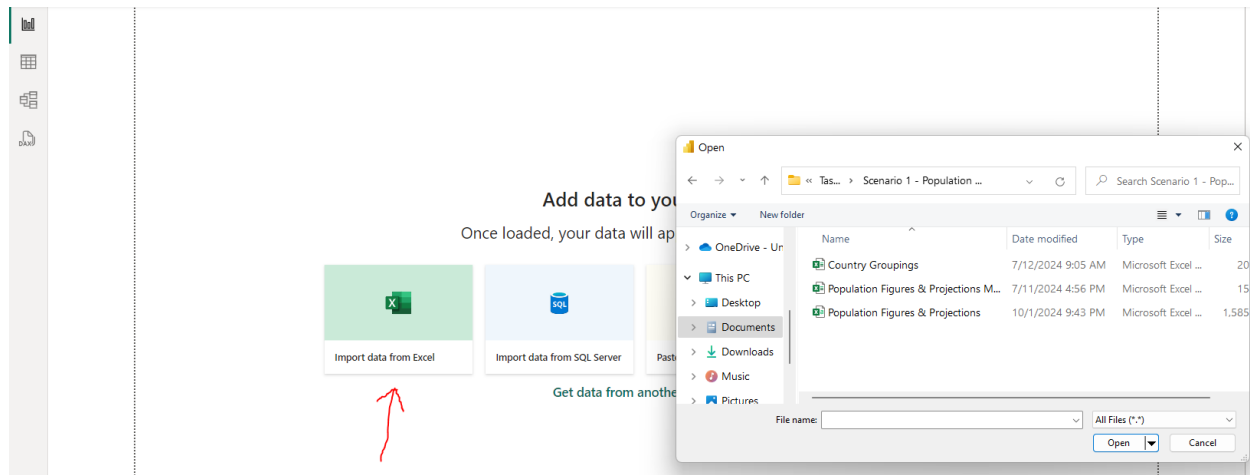 DAX
Add data to you
Once loaded, your data will ap
Import data from Excel
SQL
Import data from SQL Server
Past
Get data from anothe
Open
« Tas... › Scenario 1 - Population ...
Search Scenario 1 - Pop...
Organize
New folder
Name
Date modified
Type
Size
OneDrive - Un
This PC
Desktop
Documents
Downloads
Music
Pictures
Country Groupings 7/12/2024 9:05 AM Microsoft Excel ... 20
Population Figures & Projections M... 7/11/2024 4:56 PM Microsoft Excel ... 15
Population Figures & Projections 10/1/2024 9:43 PM Microsoft Excel ... 1,585
File name:
All Files (*.*)
Open
Cancel